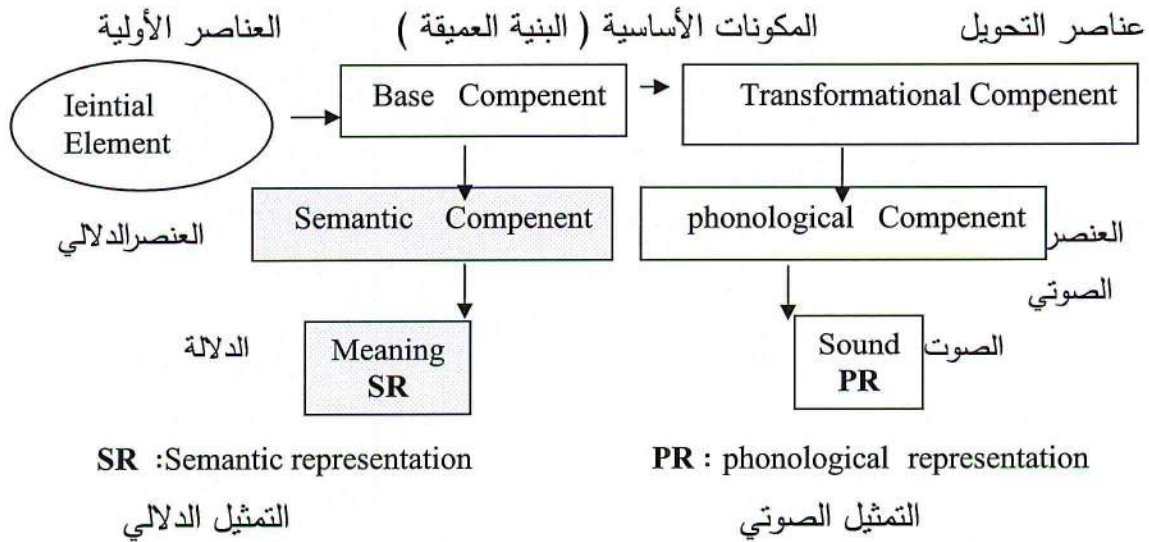 العناصر الأولية
المكونات الأساسية ( البنية العميقة )
عناصر التحويل
Ieintial
Element
Base Compenent
Transformational Compenent
العنصرالدلالي
Semantic Compenent
phonological Compenent
العنصر
الصوتي
الدلالة
Meaning
SR
Sound
PR
الصوت
SR :Semantic representation
PR : phonological representation
التمثيل الدلالي
التمثيل الصوتي